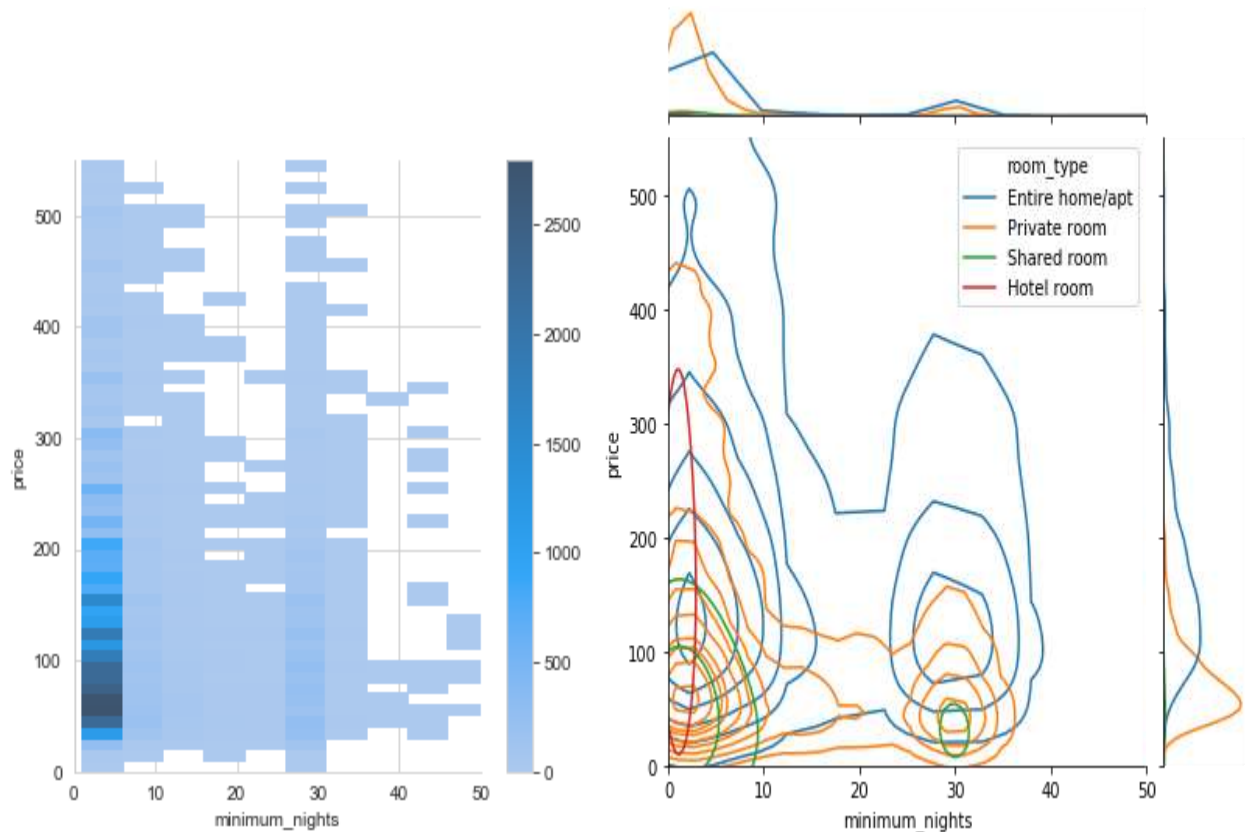 price
500
400
300
200
100
0
0 10 20 30 40 50
minimum_nights
2500
2000
1500
1000
500
0
room_type
Entire home/apt
Private room
Shared room
Hotel room
price
500
400
300
200
100
0
0 10 20 30 40 50
minimum_nights